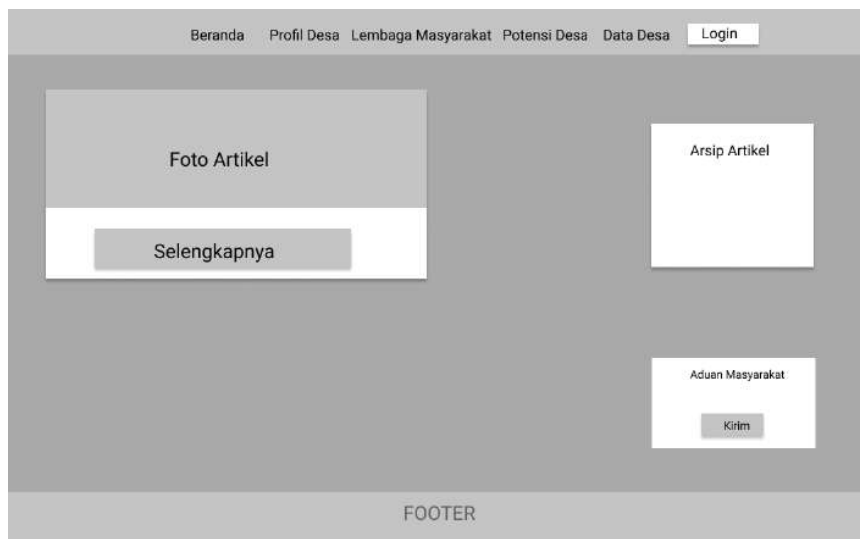 Beranda Profil Desa Lembaga Masyarakat Potensi Desa Data Desa Login
Foto Artikel
Selengkapnya
Arsip Artikel
Aduan Masyarakat
Kirim
FOOTER